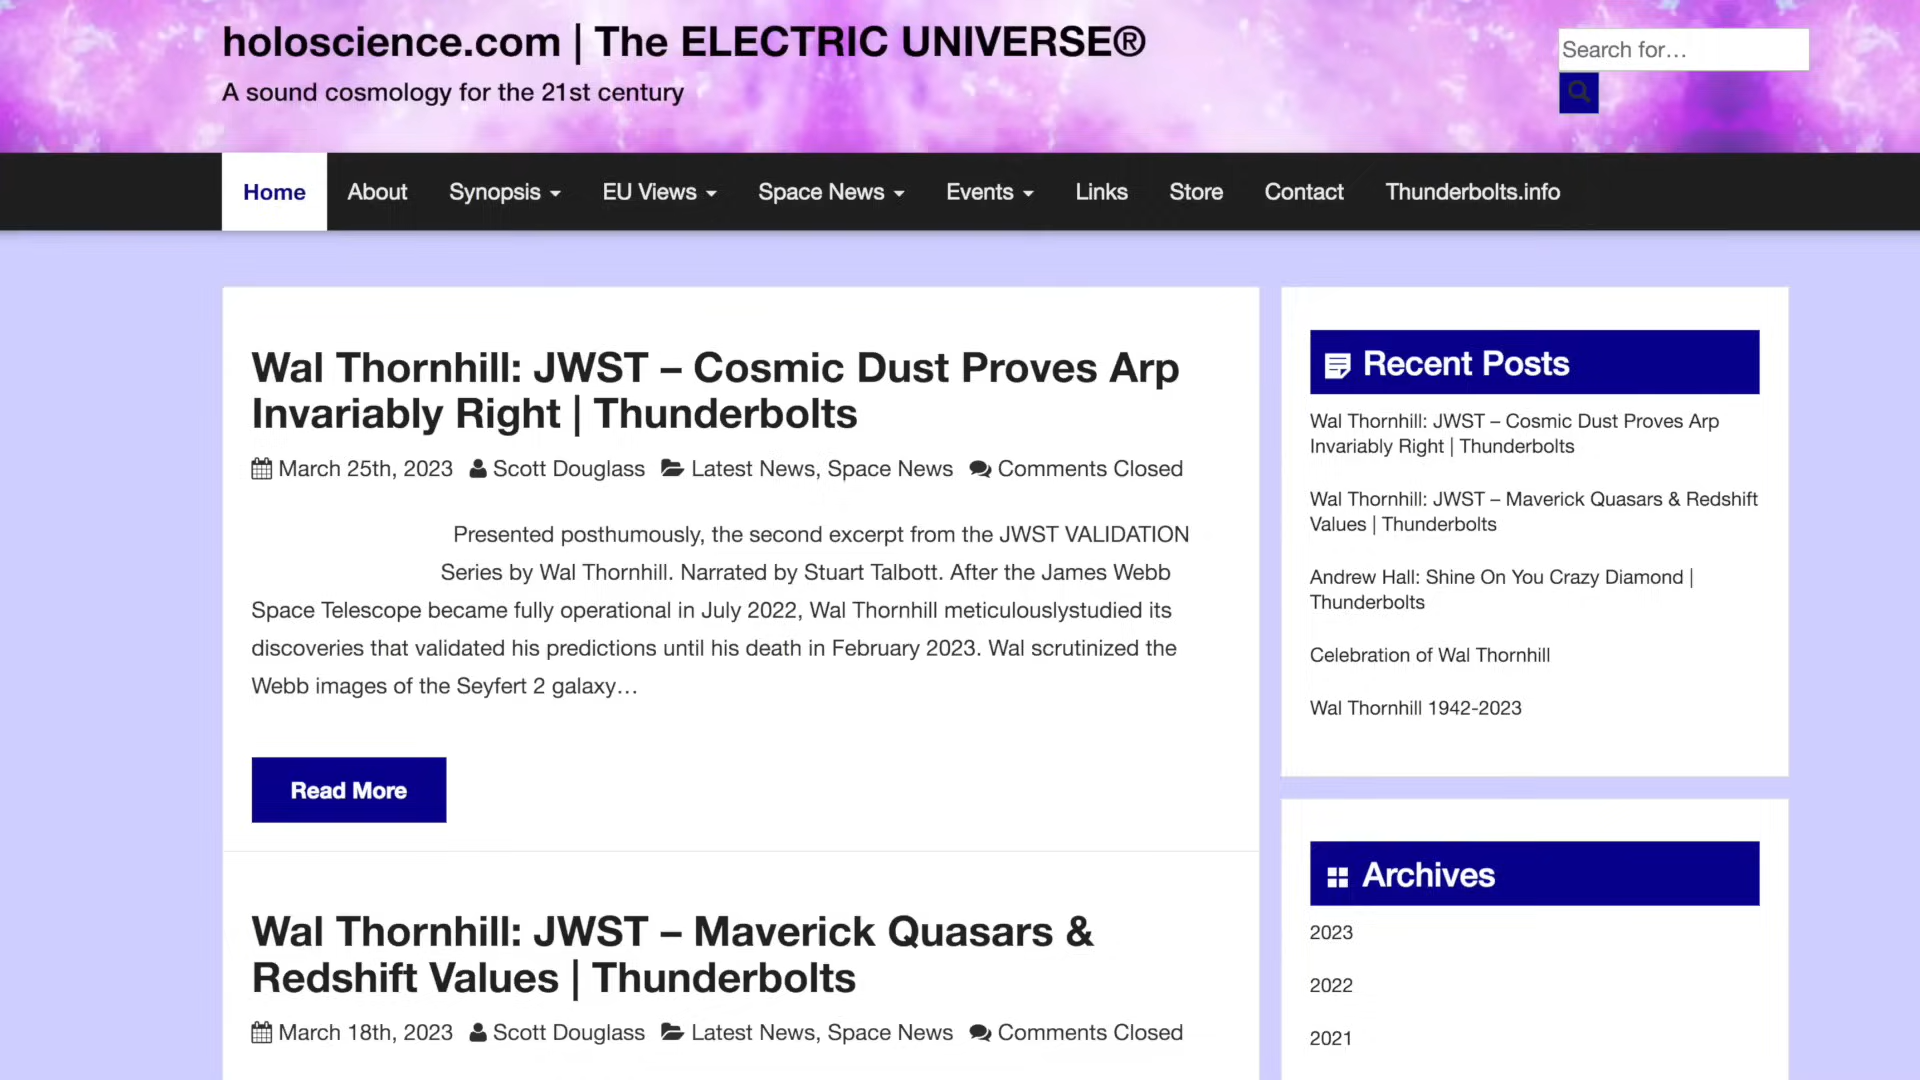 holoscience.com | The ELECTRIC UNIVERSE®
A sound cosmology for the 21st century
Search for...
Home About Synopsis EU Views Space News Events Links Store Contact Thunderbolts.info
Wal Thornhill: JWST – Cosmic Dust Proves Arp
Invariably Right | Thunderbolts
March 25th, 2023 Scott Douglass Latest News, Space News Comments Closed
Presented posthumously, the second excerpt from the JWST VALIDATION
Series by Wal Thornhill. Narrated by Stuart Talbott. After the James Webb
Space Telescope became fully operational in July 2022, Wal Thornhill meticulouslystudied its
discoveries that validated his predictions until his death in February 2023. Wal scrutinized the
Webb images of the Seyfert 2 galaxy…
Read More
Wal Thornhill: JWST – Maverick Quasars &
Redshift Values | Thunderbolts
March 18th, 2023 Scott Douglass Latest News, Space News Comments Closed
Recent Posts
Wal Thornhill: JWST – Cosmic Dust Proves Arp
Invariably Right | Thunderbolts
Wal Thornhill: JWST – Maverick Quasars & Redshift
Values | Thunderbolts
Andrew Hall: Shine On You Crazy Diamond |
Thunderbolts
Celebration of Wal Thornhill
Wal Thornhill 1942-2023
Archives
2023
2022
2021